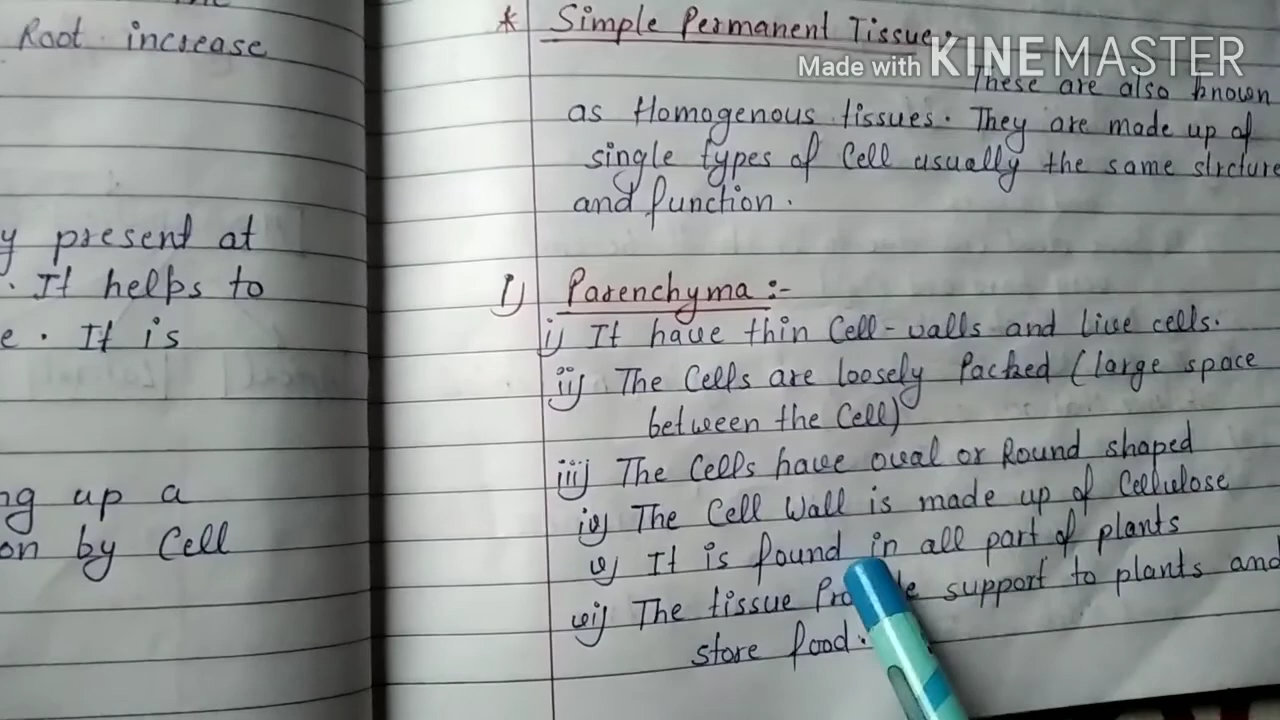 Root increase
y present at
. It helps to
e. It is
ng up a
on by Cell
* Simple Permanent Tissue:
Made with KINEMASTER
These are also known
as Homogenous tissues. They are made up of
single types of Cell usually the same strcture
and function.
1) Parenchyma :-
i) It have thin Cell-walls and live cells.
ii) The Cells are loosely Packed (large space
between the Cell)
iii) The Cells have oval or Round shaped
iv) The Cell Wall is made up of Cellulose
v) It is found in all part of plants
vi) The tissue support to plants and
store food.